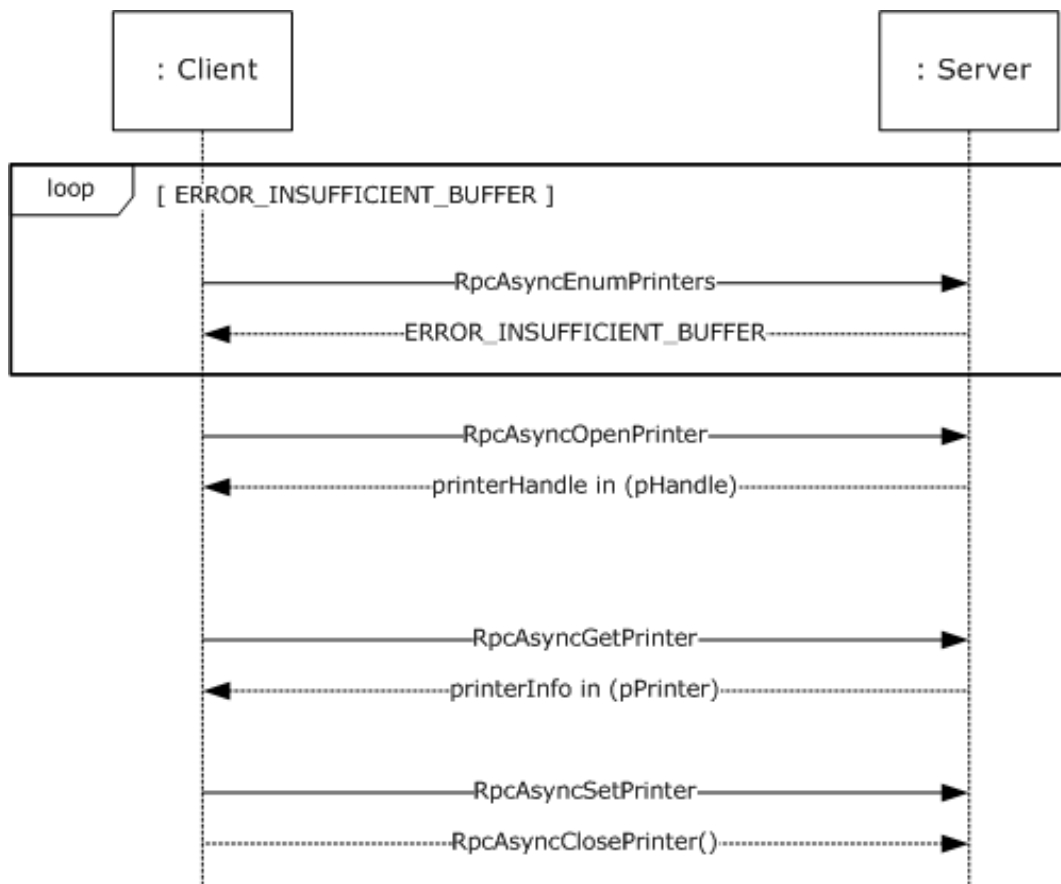 : Client
: Server
loop
[ ERROR_INSUFFICIENT_BUFFER ]
RpcAsyncEnumPrinters
ERROR_INSUFFICIENT_BUFFER
RpcAsyncOpenPrinter
printerHandle in (pHandle)
RpcAsyncGetPrinter
printerInfo in (pPrinter)
RpcAsyncSetPrinter
RpcAsyncClosePrinter()